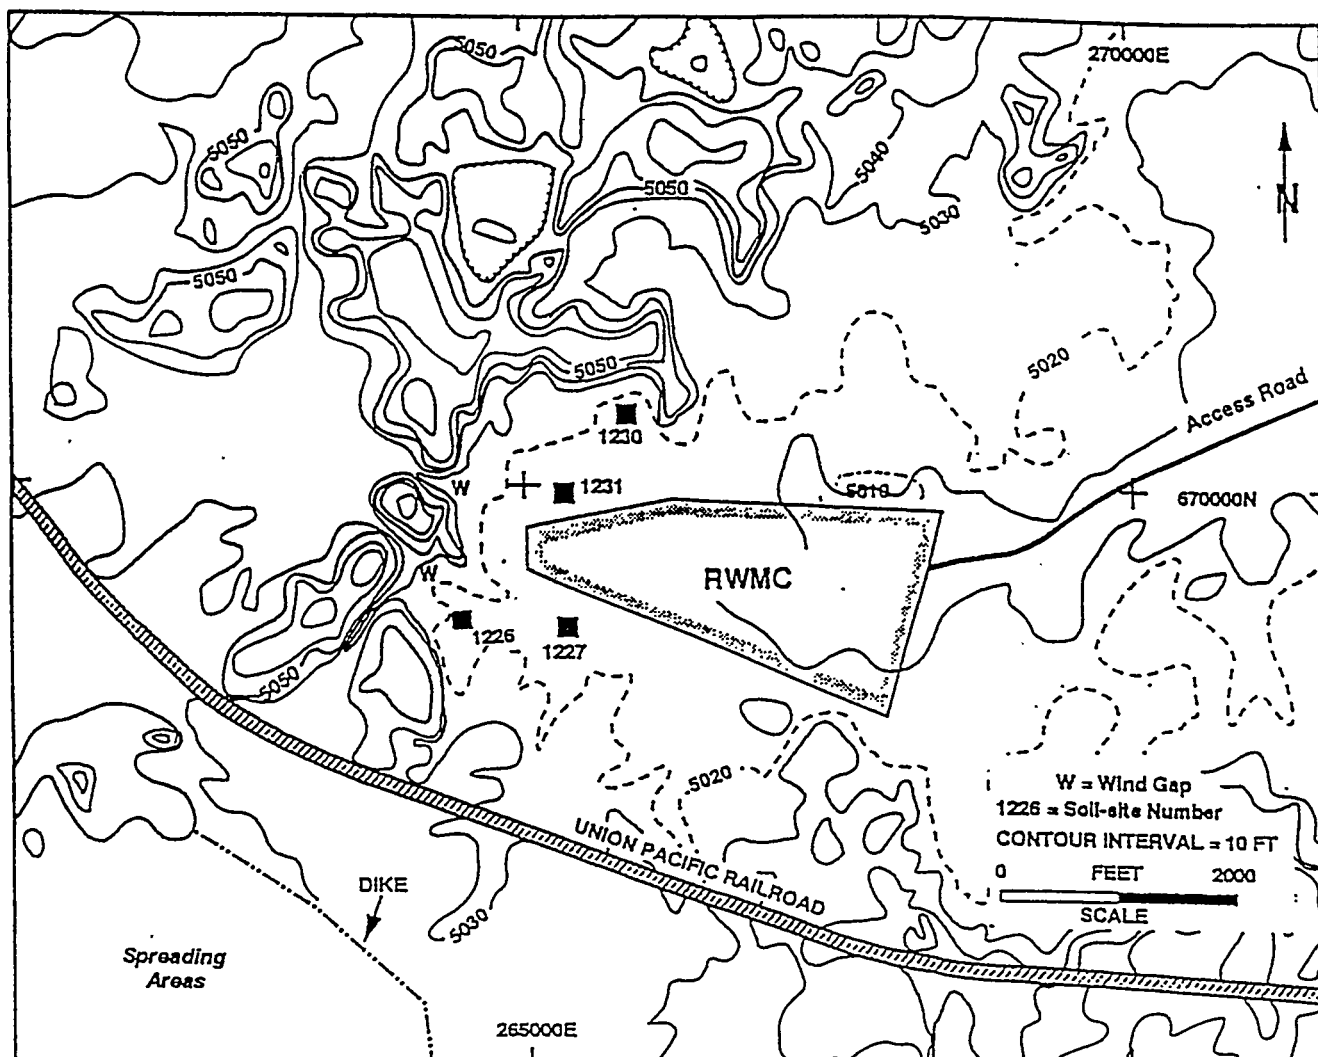 5050
270000E
5050
5040
5050
5030
N
5050
5020
5050
Access Road
1230
W
1231
5010
670000N
RWMC
W
1226
1227
5050
5020
W = Wind Gap
1226 = Soil-site Number
CONTOUR INTERVAL = 10 FT
0 FEET 2000
SCALE
UNION PACIFIC RAILROAD
DIKE
5030
Spreading
Areas
265000E